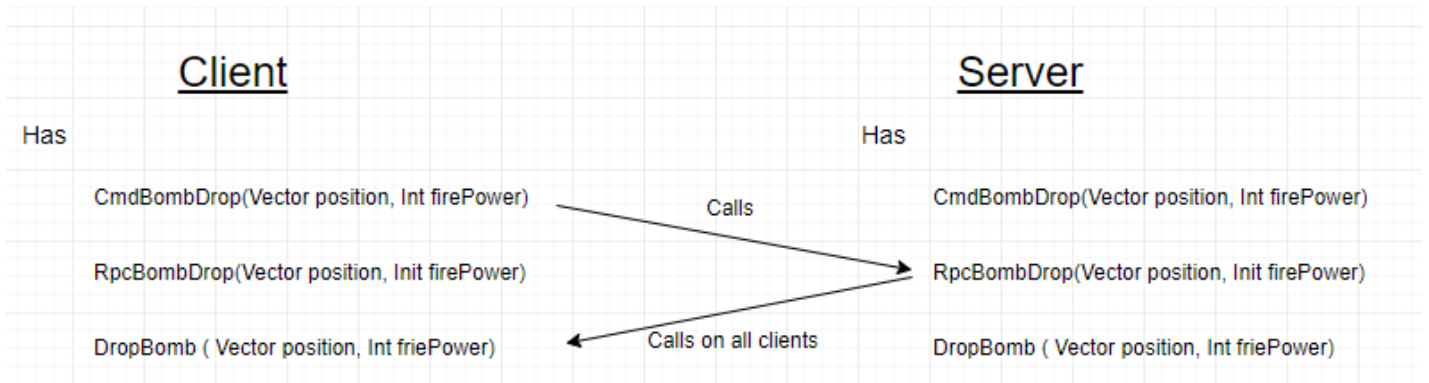 Client
Server
Has
Has
CmdBombDrop(Vector position, Int firePower)
Calls
CmdBombDrop(Vector position, Int firePower)
RpcBombDrop(Vector position, Init firePower)
RpcBombDrop(Vector position, Init firePower)
Calls on all clients
DropBomb ( Vector position, Int friePower)
DropBomb ( Vector position, Int friePower)